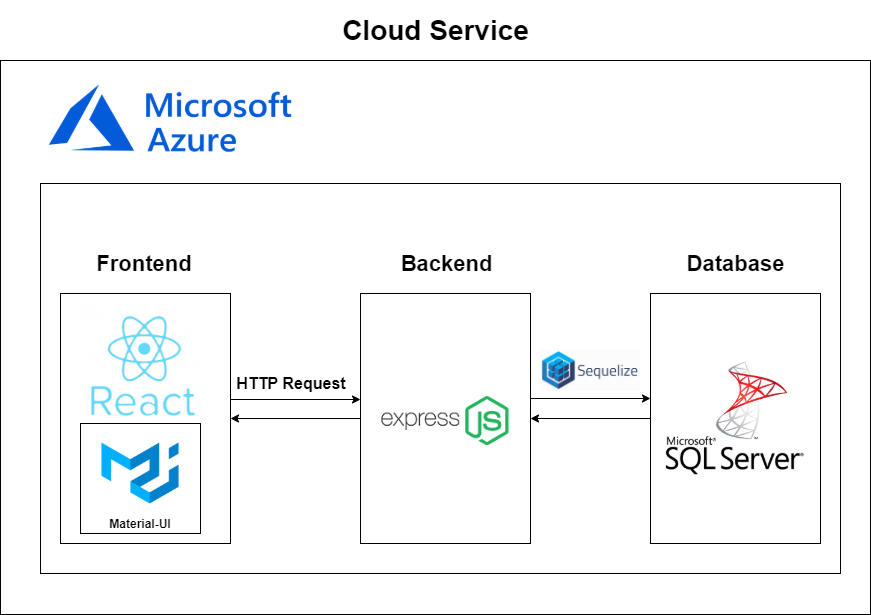 Cloud Service
Microsoft
Azure
Frontend
Backend
Database
React
HTTP Request
Sequelize
express JS
Microsoft®
SQL Server®
Material-UI